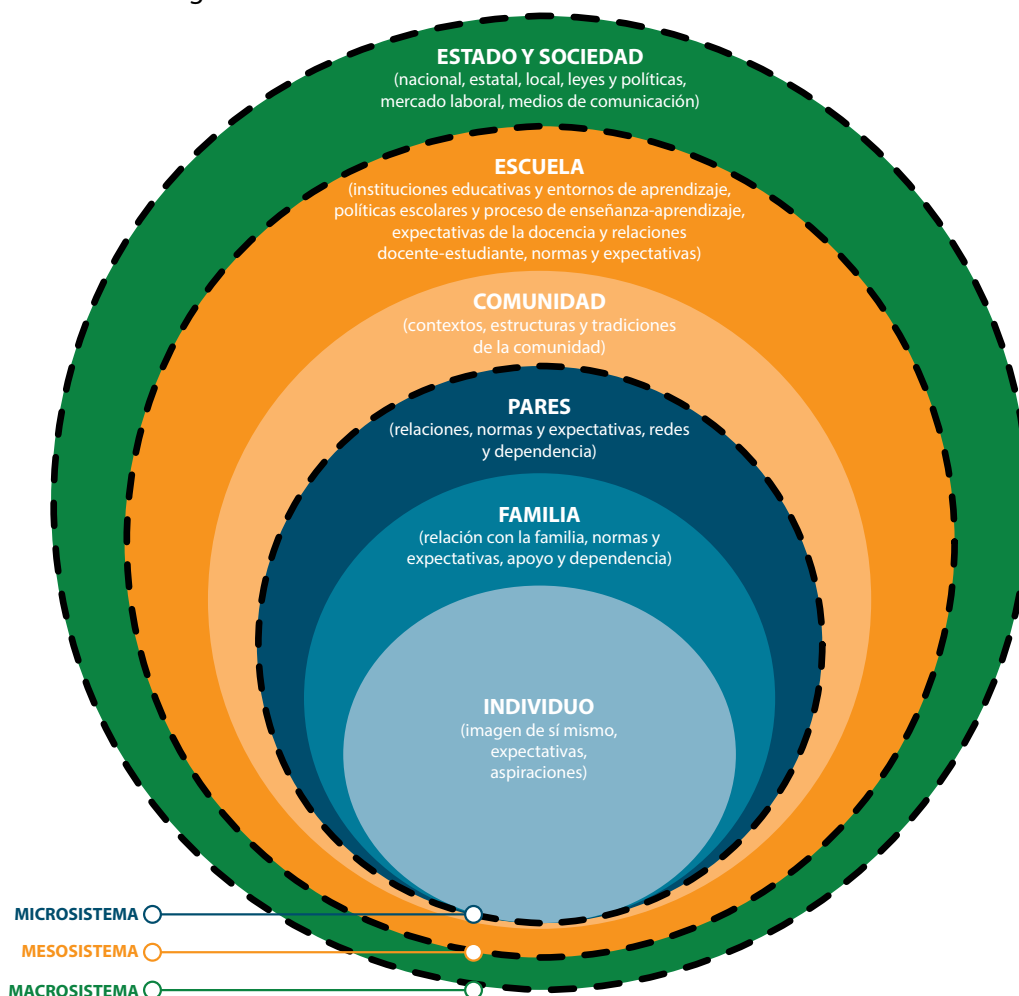 ESTADO Y SOCIEDAD
(nacional, estatal, local, leyes y políticas,
mercado laboral, medios de comunicación)
ESCUELA
(instituciones educativas y entornos de aprendizaje,
políticas escolares y proceso de enseñanza-aprendizaje,
expectativas de la docencia y relaciones
docente-estudiante, normas y expectativas)
COMUNIDAD
(contextos, estructuras y tradiciones
de la comunidad)
PARES
(relaciones, normas y expectativas, redes
y dependencia)
FAMILIA
(relación con la familia, normas y
expectativas, apoyo y dependencia)
INDIVIDUO
(imagen de sí mismo,
expectativas,
aspiraciones)
MICROSISTEMA
MESOSISTEMA
MACROSISTEMA